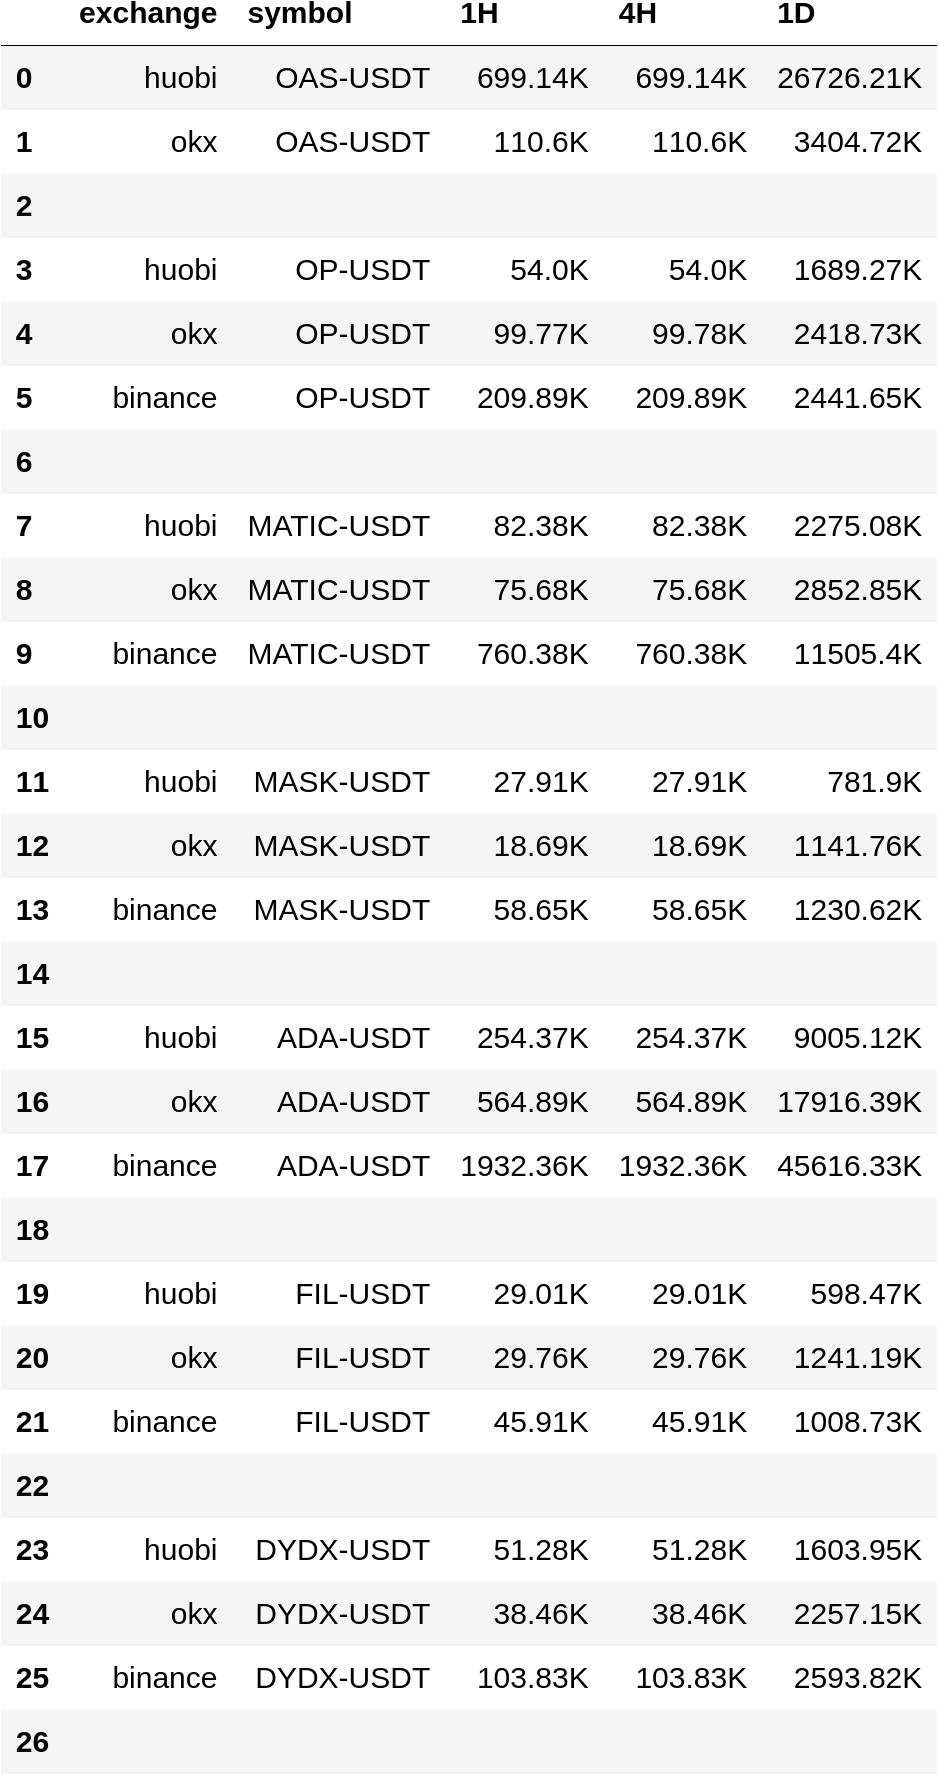 exchange symbol 1H 4H 1D
0 huobi OAS-USDT 699.14K 699.14K 26726.21K
1 okx OAS-USDT 110.6K 110.6K 3404.72K
2
3 huobi OP-USDT 54.0K 54.0K 1689.27K
4 okx OP-USDT 99.77K 99.78K 2418.73K
5 binance OP-USDT 209.89K 209.89K 2441.65K
6
7 huobi MATIC-USDT 82.38K 82.38K 2275.08K
8 okx MATIC-USDT 75.68K 75.68K 2852.85K
9 binance MATIC-USDT 760.38K 760.38K 11505.4K
10
11 huobi MASK-USDT 27.91K 27.91K 781.9K
12 okx MASK-USDT 18.69K 18.69K 1141.76K
13 binance MASK-USDT 58.65K 58.65K 1230.62K
14
15 huobi ADA-USDT 254.37K 254.37K 9005.12K
16 okx ADA-USDT 564.89K 564.89K 17916.39K
17 binance ADA-USDT 1932.36K 1932.36K 45616.33K
18
19 huobi FIL-USDT 29.01K 29.01K 598.47K
20 okx FIL-USDT 29.76K 29.76K 1241.19K
21 binance FIL-USDT 45.91K 45.91K 1008.73K
22
23 huobi DYDX-USDT 51.28K 51.28K 1603.95K
24 okx DYDX-USDT 38.46K 38.46K 2257.15K
25 binance DYDX-USDT 103.83K 103.83K 2593.82K
26